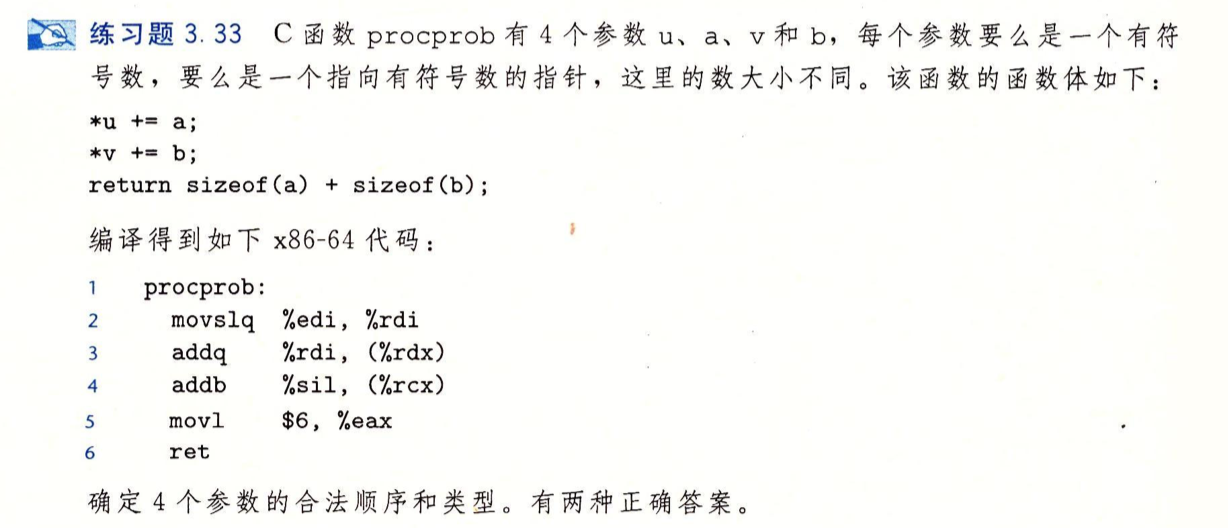 练习题 3.33 C 函数 procprob 有 4 个参数 u、a、v 和 b，每个参数要么是一个有符
号数，要么是一个指向有符号数的指针，这里的数大小不同。该函数的函数体如下：
*u += a;
*v += b;
return sizeof(a) + sizeof(b);
编译得到如下 x86-64 代码：
1 procprob:
2 movslq %edi, %rdi
3 addq %rdi, (%rdx)
4 addb %sil, (%rcx)
5 movl $6, %eax
6 ret
确定 4 个参数的合法顺序和类型。有两种正确答案。